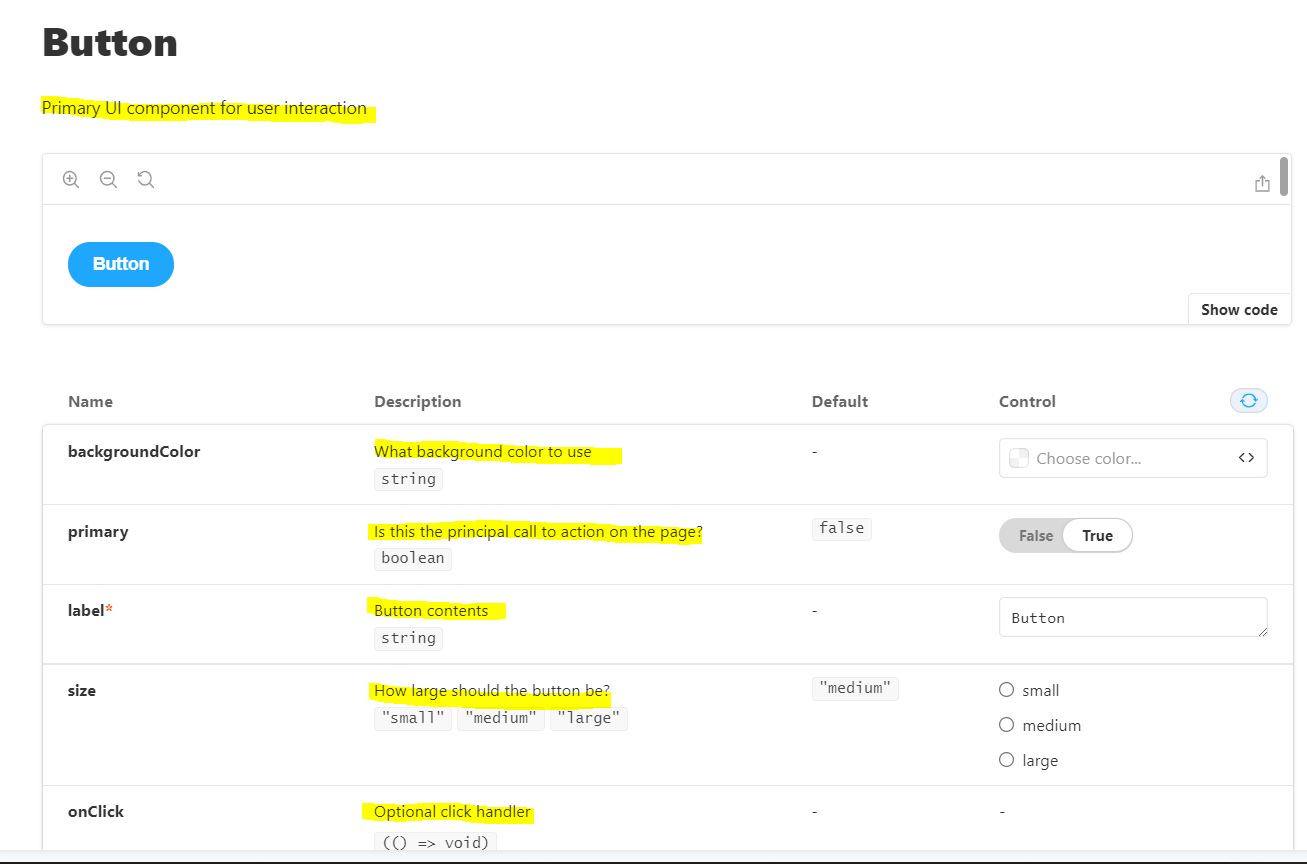 Button
Primary UI component for user interaction
Button
Show code
Name Description Default Control
backgroundColor What background color to use - Choose color...
string
primary Is this the principal call to action on the page? false False True
boolean
label* Button contents - Button
string
size How large should the button be? "medium" small
"small" "medium" "large"
medium
large
onClick Optional click handler - -
(() => void)